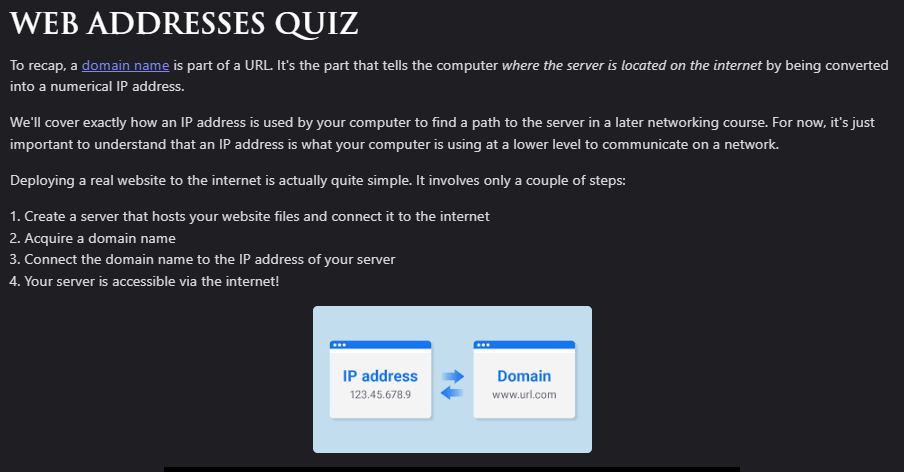 WEB ADDRESSES QUIZ
To recap, a domain name is part of a URL. It's the part that tells the computer where the server is located on the internet by being converted
into a numerical IP address.
We'll cover exactly how an IP address is used by your computer to find a path to the server in a later networking course. For now, it's just
important to understand that an IP address is what your computer is using at a lower level to communicate on a network.
Deploying a real website to the internet is actually quite simple. It involves only a couple of steps:
1. Create a server that hosts your website files and connect it to the internet
2. Acquire a domain name
3. Connect the domain name to the IP address of your server
4. Your server is accessible via the internet!
IP address
123.45.678.9
Domain
www.url.com